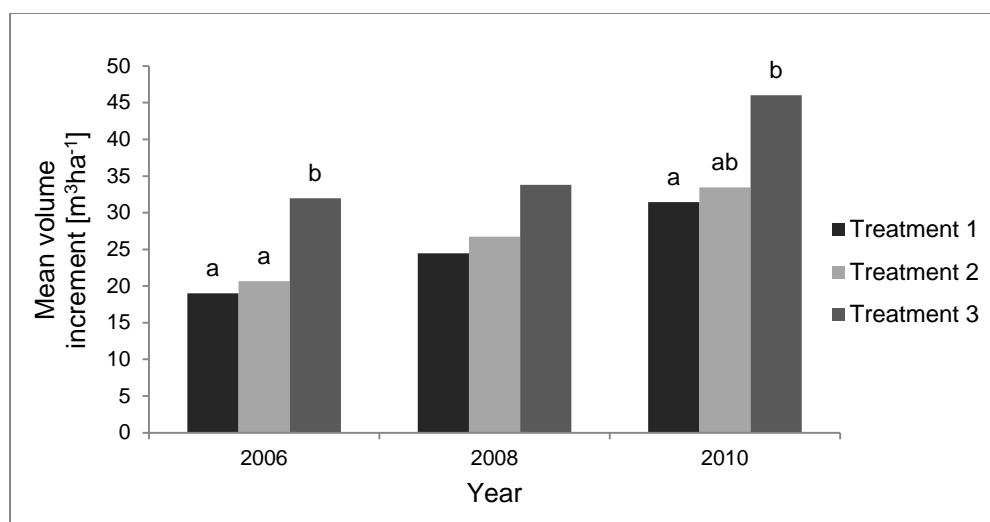 50
45
40
35
30
25
20
15
10
5
0
Mean volume
increment [m³ha⁻¹]
a a b
a ab b
2006 2008 2010
Year
Treatment 1
Treatment 2
Treatment 3